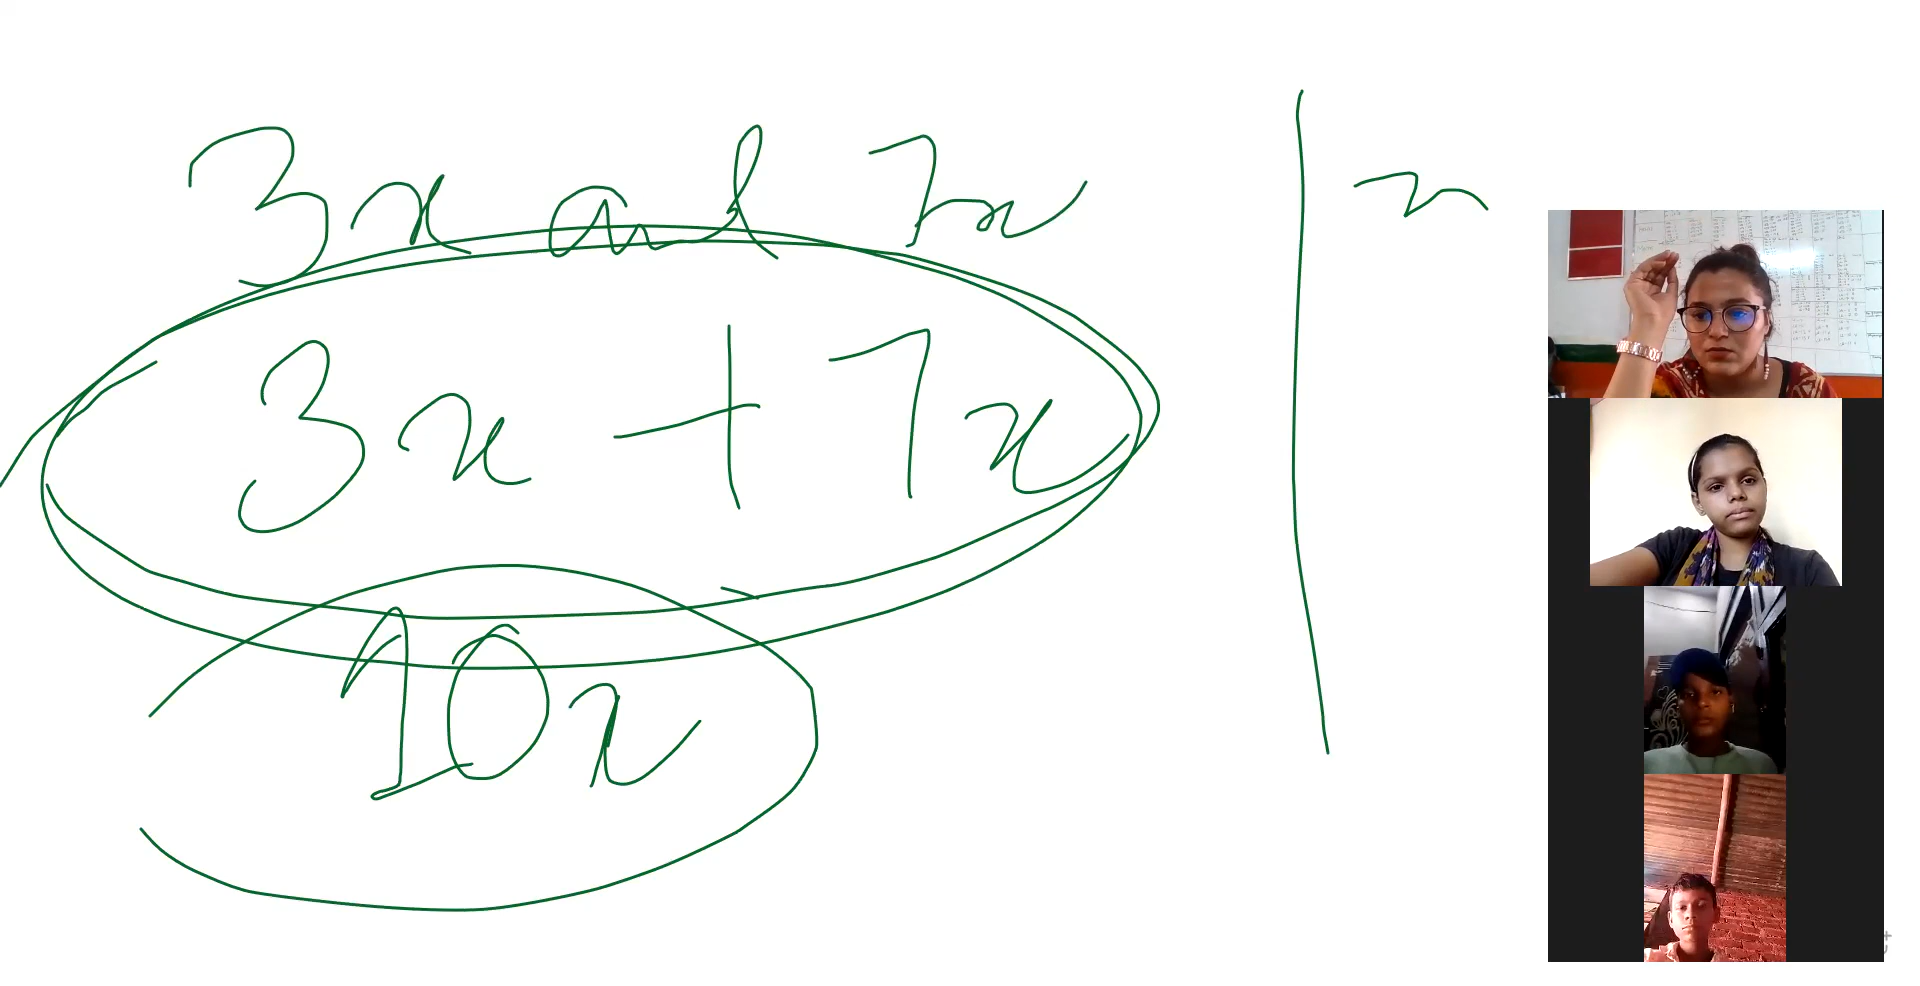 3x and 7x
3x + 7x
10x